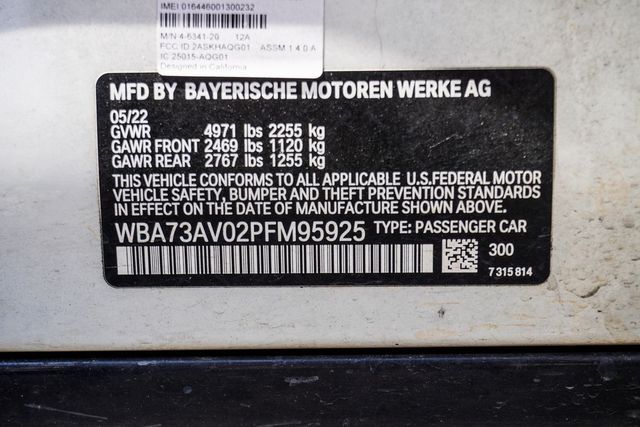 IMEI 016446001300232
M/N 4-6341-20 12A
FCC ID:2ASKHAQG01 ASSM 1.4.0 A
IC:25015-AQG01
Designed in California
MFD BY BAYERISCHE MOTOREN WERKE AG
05/22
GVWR 4971 lbs 2255 kg
GAWR FRONT 2469 lbs 1120 kg
GAWR REAR 2767 lbs 1255 kg
THIS VEHICLE CONFORMS TO ALL APPLICABLE U.S.FEDERAL MOTOR
VEHICLE SAFETY, BUMPER AND THEFT PREVENTION STANDARDS
IN EFFECT ON THE DATE OF MANUFACTURE SHOWN ABOVE.
WBA73AV02PFM95925 TYPE: PASSENGER CAR
300
7 315 814